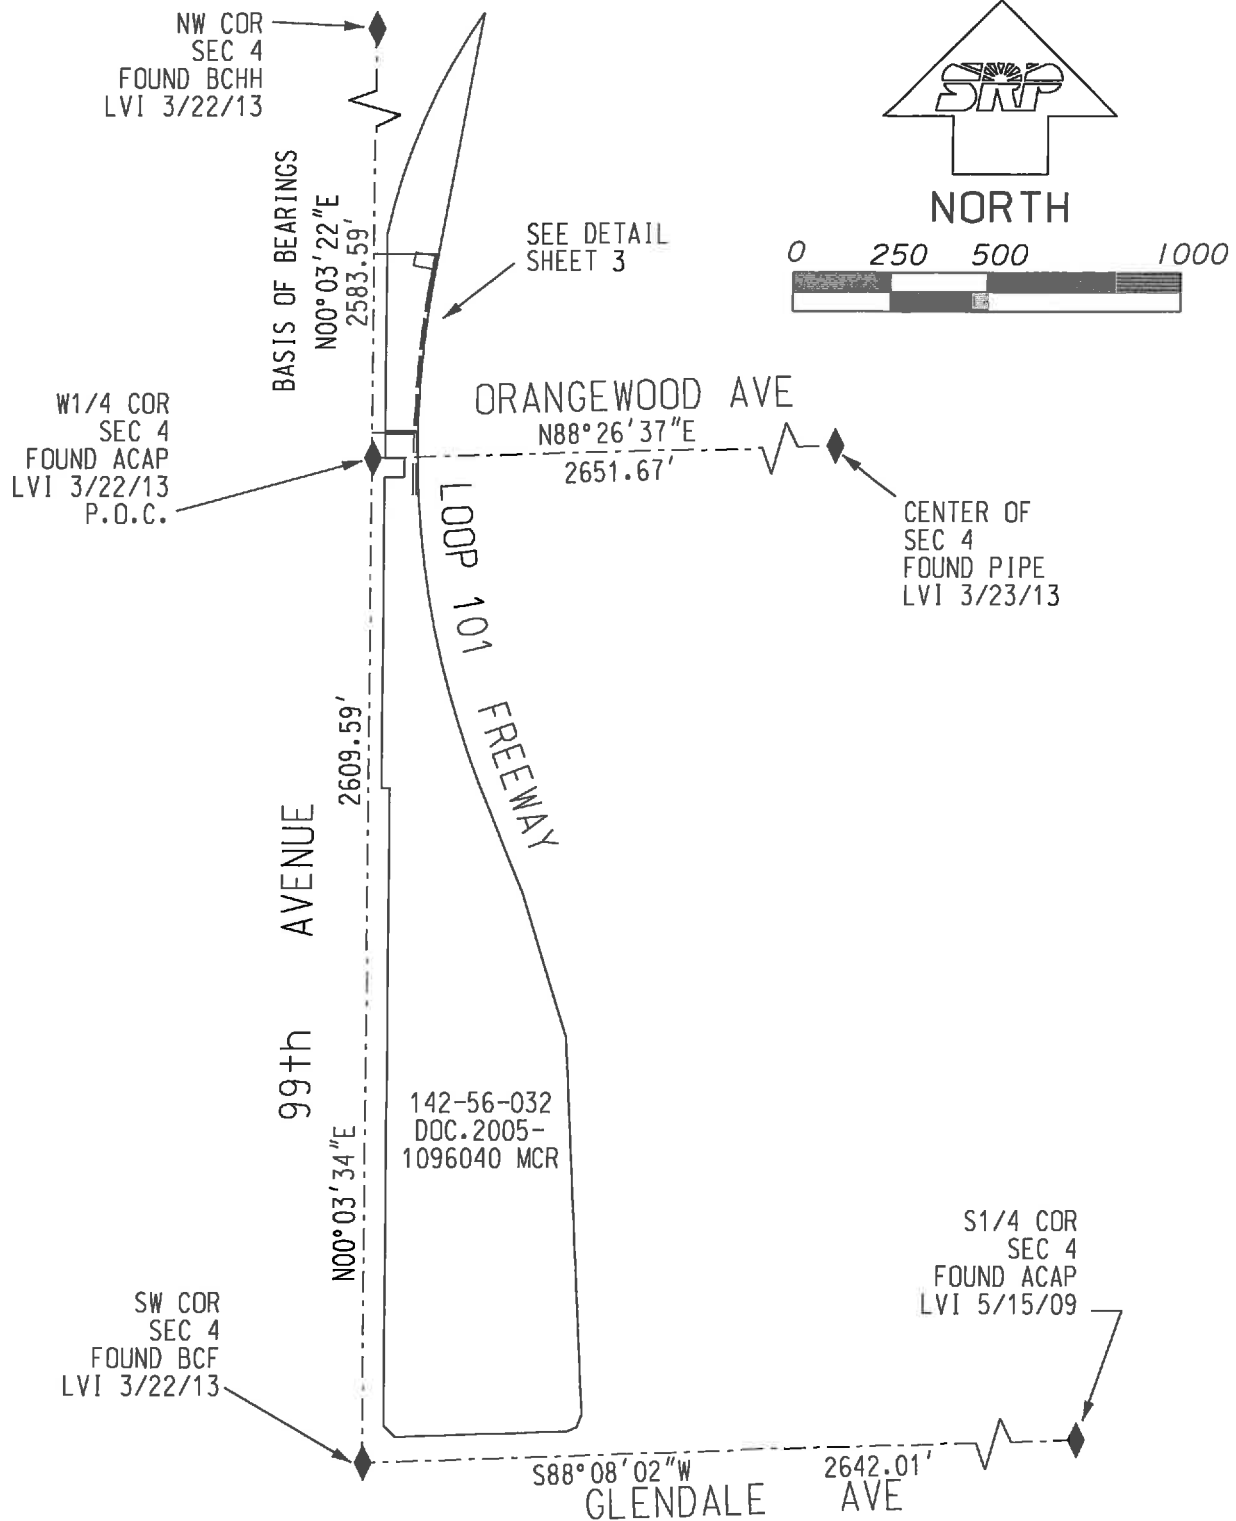 NW COR
SEC 4
FOUND BCHH
LVI 3/22/13
SRP
NORTH
0 250 500 1000
BASIS OF BEARINGS
N00°03'22"E
2583.59'
SEE DETAIL
SHEET 3
ORANGEWOOD AVE
N88°26'37"E
2651.67'
W1/4 COR
SEC 4
FOUND ACAP
LVI 3/22/13
P.O.C.
CENTER OF
SEC 4
FOUND PIPE
LVI 3/23/13
LOOP 101 FREEWAY
2609.59'
99th AVENUE
N00°03'34"E
142-56-032
DOC.2005-
1096040 MCR
S1/4 COR
SEC 4
FOUND ACAP
LVI 5/15/09
SW COR
SEC 4
FOUND BCF
LVI 3/22/13
S88°08'02"W 2642.01'
GLENDALE AVE